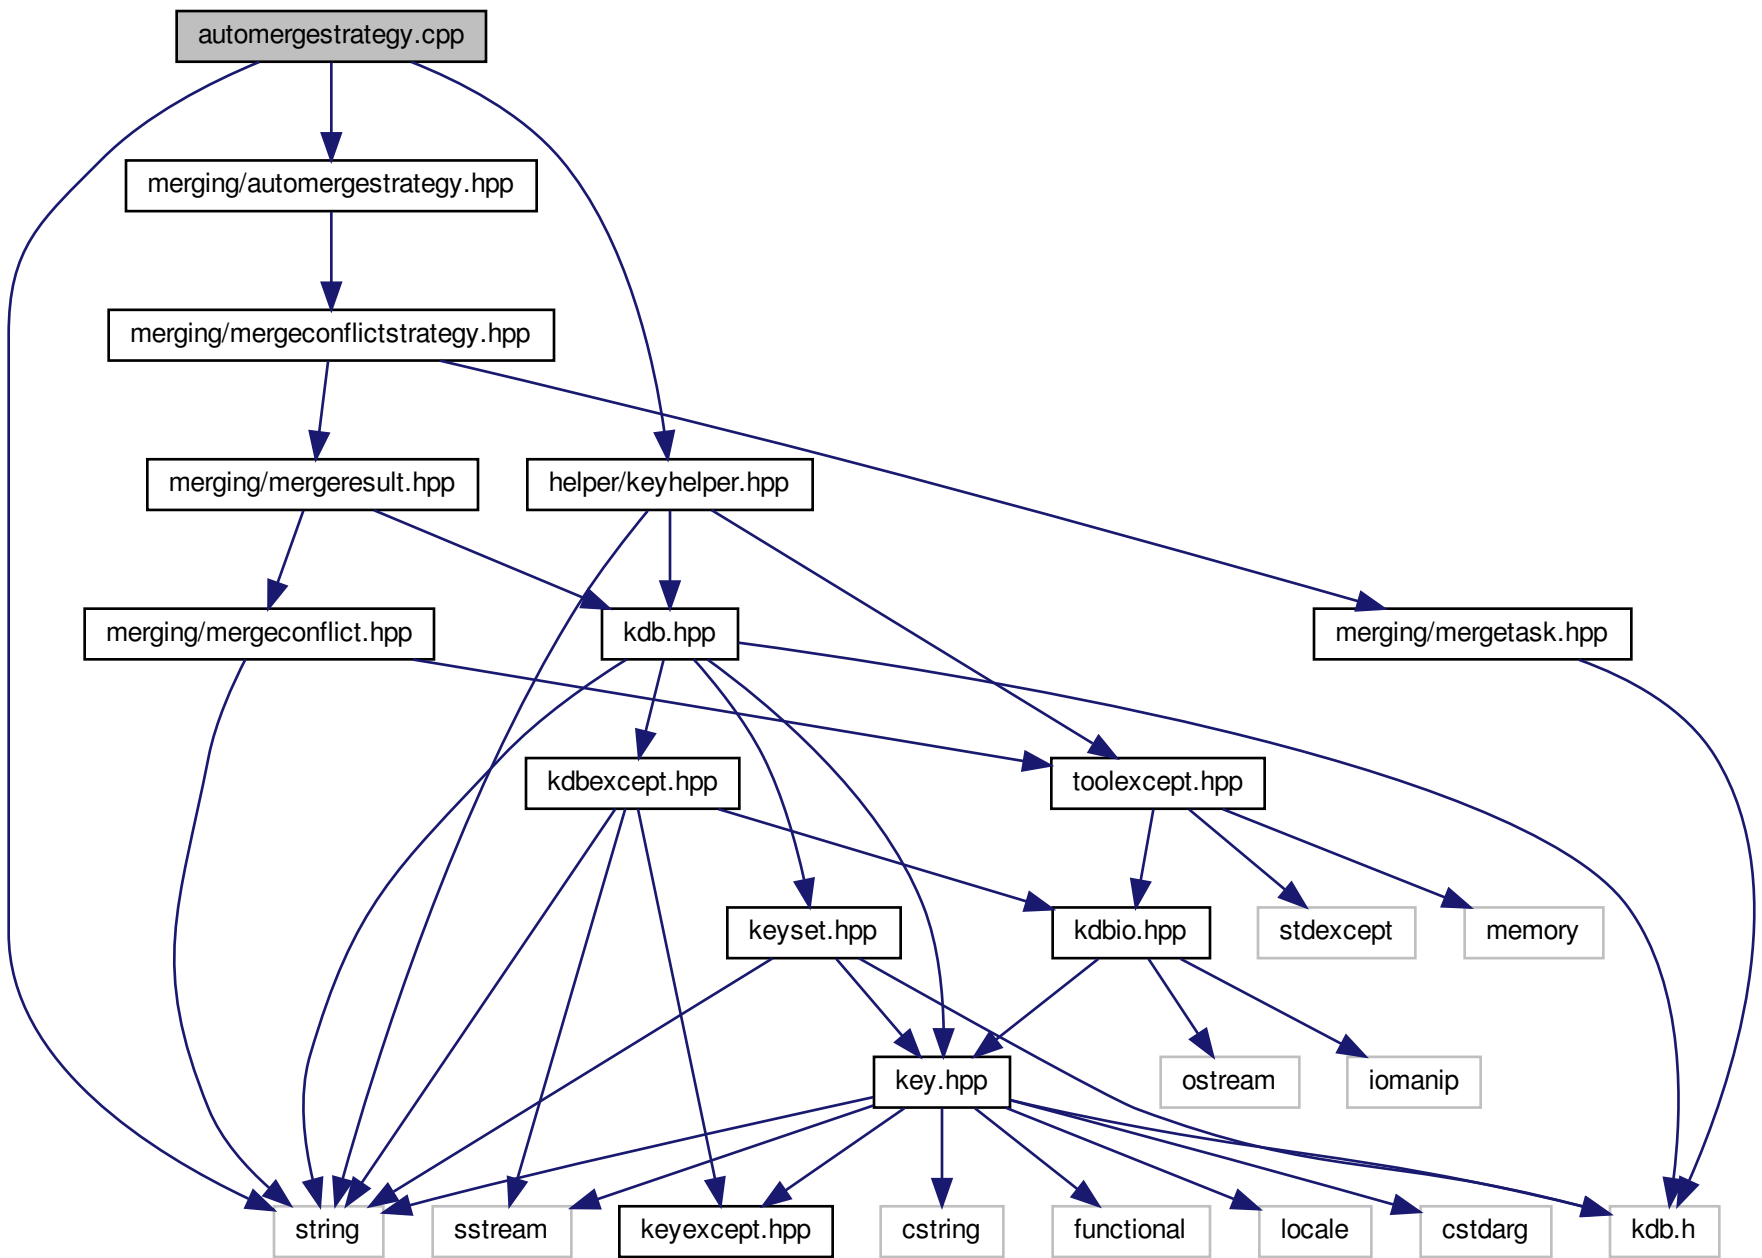 automergestrategy.cpp
merging/automergestrategy.hpp
merging/mergeconflictstrategy.hpp
merging/mergeresult.hpp
helper/keyhelper.hpp
merging/mergeconflict.hpp
kdb.hpp
merging/mergetask.hpp
kdbexcept.hpp
toolexcept.hpp
keyset.hpp
kdbio.hpp
stdexcept
memory
key.hpp
ostream
iomanip
string
sstream
keyexcept.hpp
cstring
functional
locale
cstdarg
kdb.h